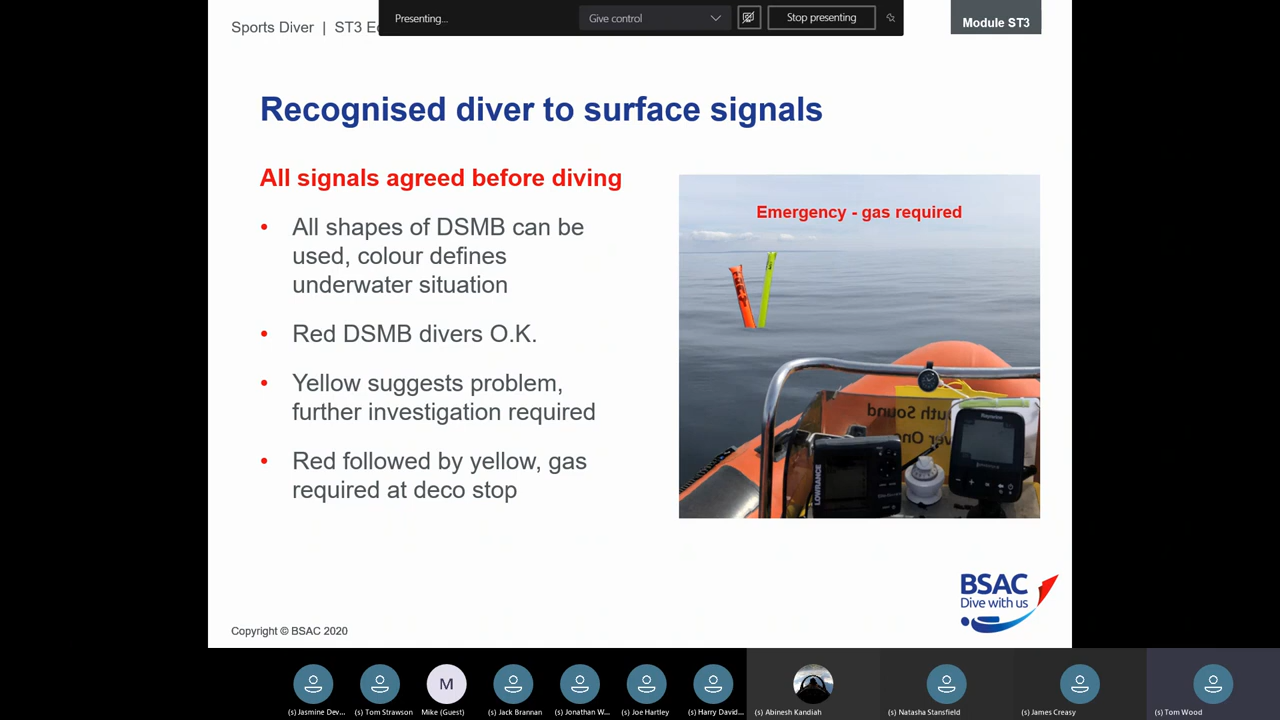 Sports Diver | ST3 E
Presenting...
Give control
Stop presenting
Module ST3
Recognised diver to surface signals
All signals agreed before diving
• All shapes of DSMB can be
used, colour defines
underwater situation
• Red DSMB divers O.K.
• Yellow suggests problem,
further investigation required
• Red followed by yellow, gas
required at deco stop
Emergency - gas required
outh Sound
LOWRANCE
BSAC
Dive with us
Copyright © BSAC 2020
M
(s) Jasmine Dev...
(s) Tom Strawson
Mike (Guest)
(s) Jack Brannan
(s) Jonathan W...
(s) Joe Hartley
(s) Harry David...
(s) Abinesh Kandiah
(s) Natasha Stansfield
(s) James Creasy
(s) Tom Wood